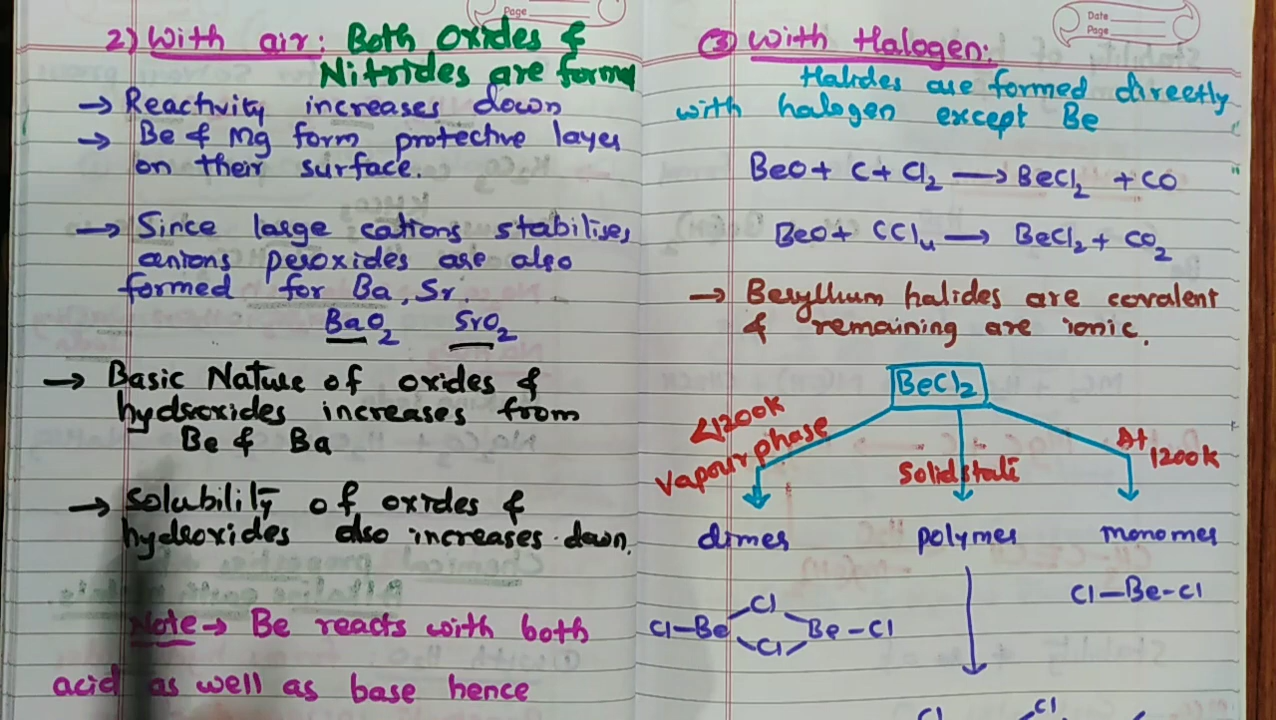 Page
2) With air: Both Oxides &
Nitrides are formed
→ Reactivity increases down
→ Be & Mg form protective layer
on their surface.
→ Since large cations stabilises
anions peroxides are also
formed for Ba, Sr.
BaO₂ SrO₂
→ Basic Nature of oxides &
hydroxides increases from
Be & Ba
→ Solubility of oxides &
hydroxides also increases down.
Note → Be reacts with both
acid as well as base hence
Date
Page
③ With Halogen:
Halides are formed directly
with halogen except Be
BeO + C + Cl₂ → BeCl₂ + CO
BeO + CCl₄ → BeCl₂ + CO₂
→ Beryllium halides are covalent
& remaining are ionic.
BeCl₂
<1200K
Vapour phase
Solid state
At
1200K
dimer polymer monomer
Cl-Be-Cl
Cl
Cl-Be Be-Cl
Cl
Cl Cl